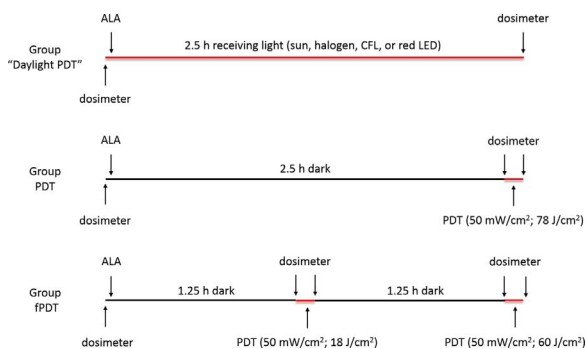 ALA
dosimeter
Group
“Daylight PDT”
2.5 h receiving light (sun, halogen, CFL, or red LED)
dosimeter
ALA
dosimeter
Group
PDT
2.5 h dark
dosimeter
PDT (50 mW/cm²; 78 J/cm²)
ALA
dosimeter
dosimeter
Group
fPDT
1.25 h dark
1.25 h dark
dosimeter
PDT (50 mW/cm²; 18 J/cm²)
PDT (50 mW/cm²; 60 J/cm²)